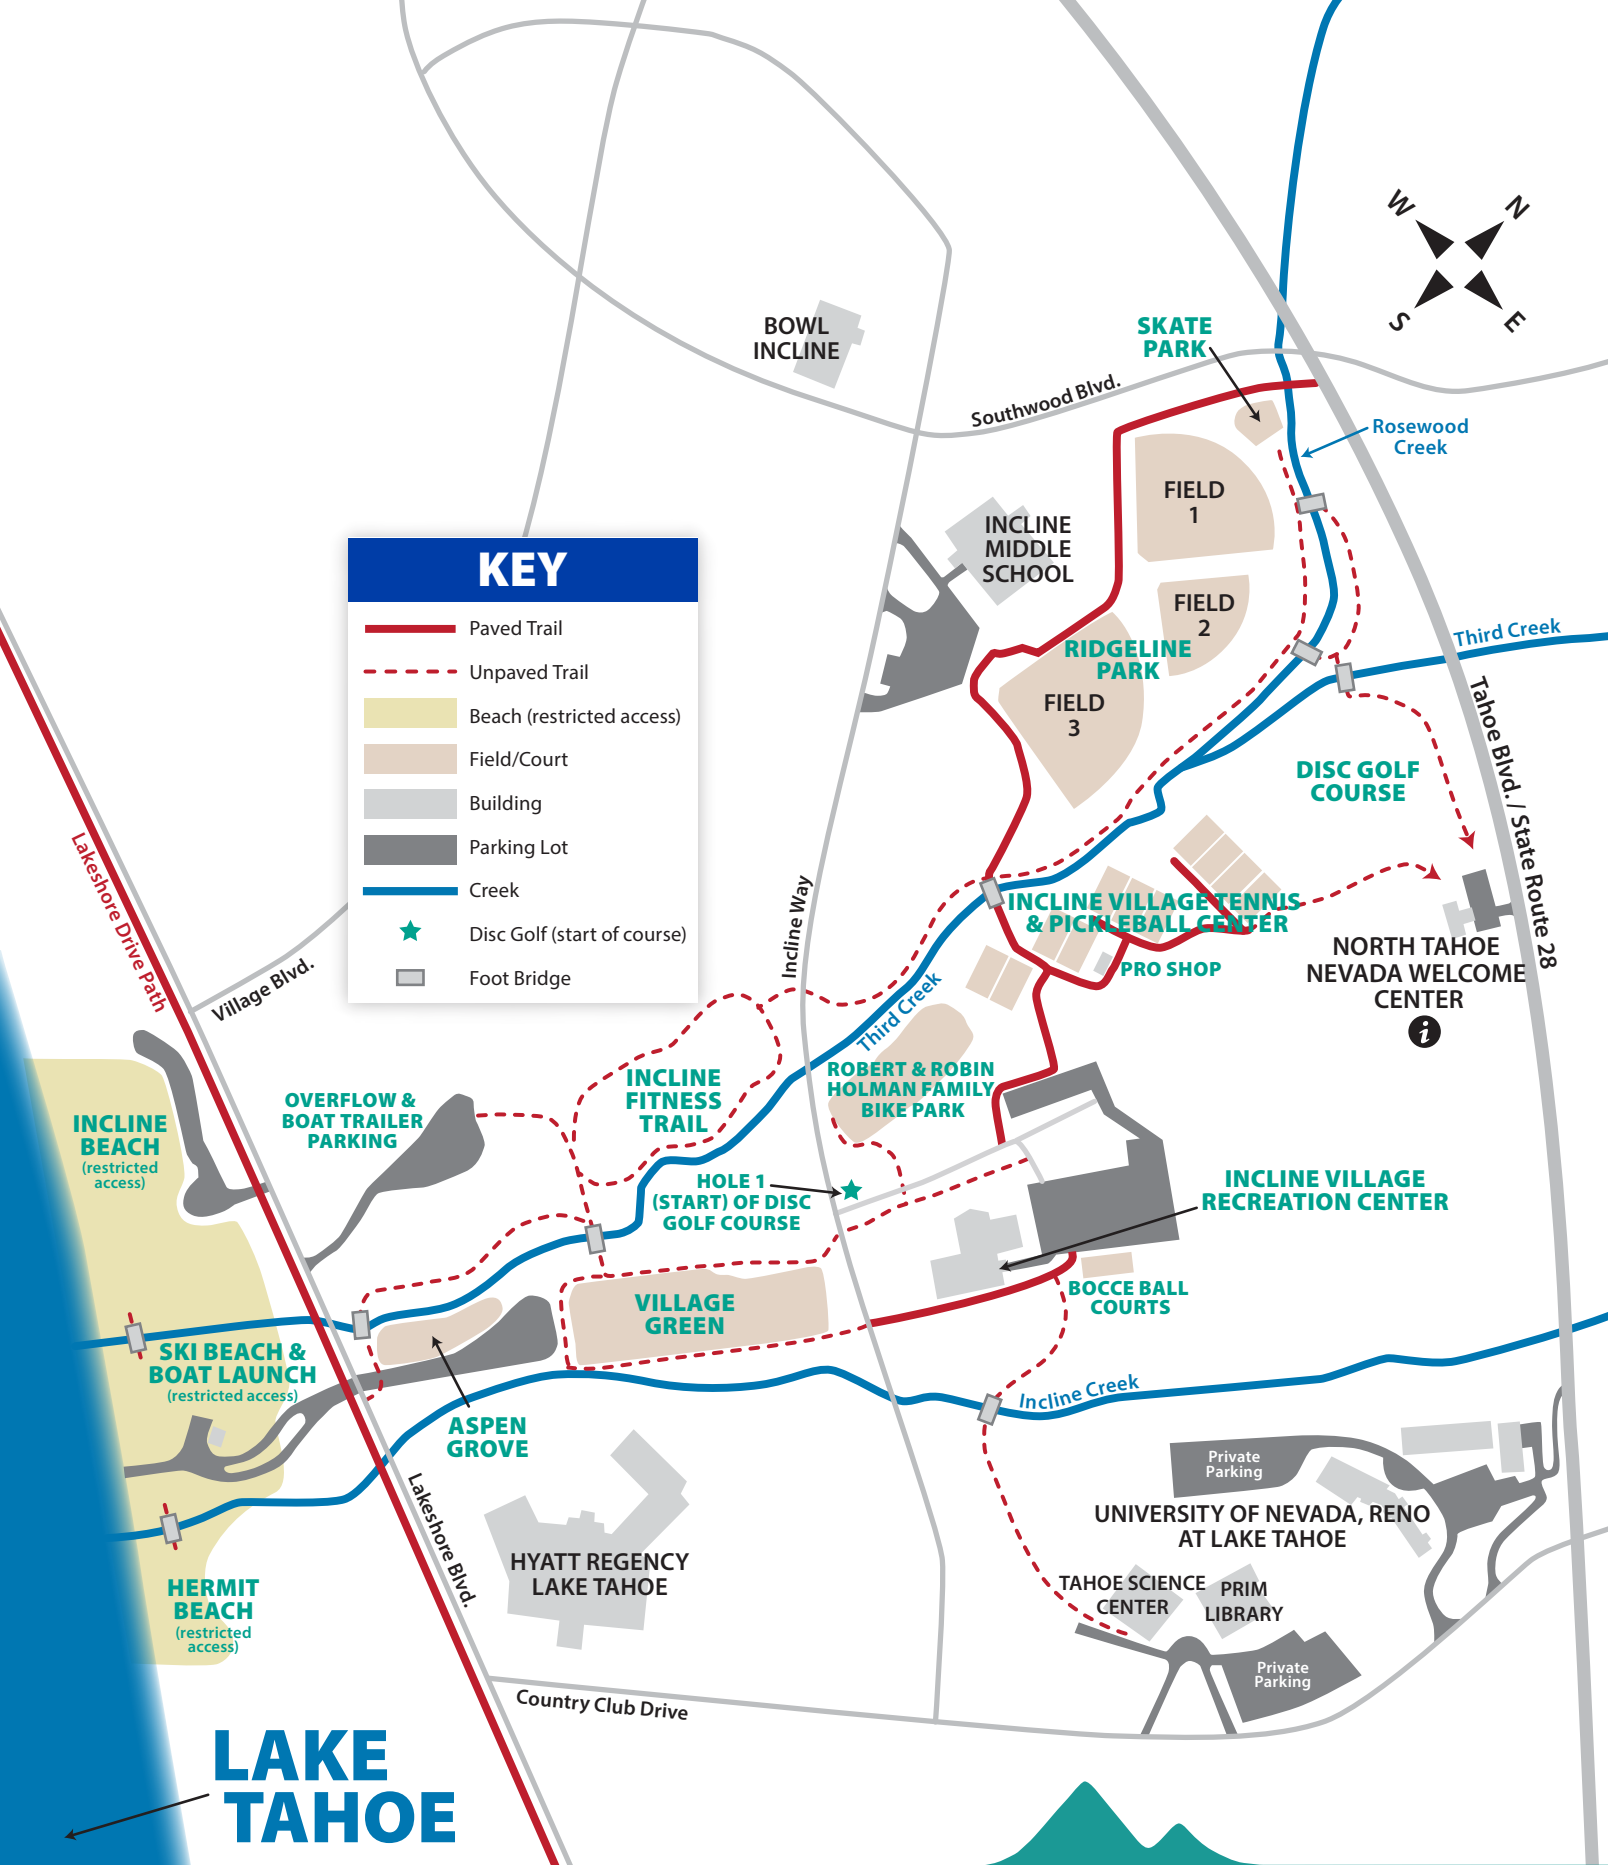 W
N
S
E
SKATE
PARK
BOWL
INCLINE
Southwood Blvd.
Rosewood
Creek
FIELD
1
INCLINE
MIDDLE
SCHOOL
FIELD
2
Third Creek
RIDGELINE
PARK
FIELD
3
KEY
Paved Trail
Unpaved Trail
Beach (restricted access)
Field/Court
Building
Parking Lot
Creek
Disc Golf (start of course)
Foot Bridge
Tahoe Blvd. / State Route 28
DISC GOLF
COURSE
Lakeshore Drive Path
Incline Way
INCLINE VILLAGE TENNIS
& PICKLEBALL CENTER
PRO SHOP
NORTH TAHOE
NEVADA WELCOME
CENTER
i
Village Blvd.
Third Creek
ROBERT & ROBIN
HOLMAN FAMILY
BIKE PARK
INCLINE
FITNESS
TRAIL
OVERFLOW &
BOAT TRAILER
PARKING
INCLINE
BEACH
(restricted
access)
HOLE 1
(START) OF DISC
GOLF COURSE
INCLINE VILLAGE
RECREATION CENTER
VILLAGE
GREEN
BOCCE BALL
COURTS
SKI BEACH &
BOAT LAUNCH
(restricted access)
ASPEN
GROVE
Incline Creek
Lakeshore Blvd.
Private
Parking
UNIVERSITY OF NEVADA, RENO
AT LAKE TAHOE
HYATT REGENCY
LAKE TAHOE
TAHOE SCIENCE
CENTER
PRIM
LIBRARY
HERMIT
BEACH
(restricted
access)
Private
Parking
Country Club Drive
LAKE
TAHOE